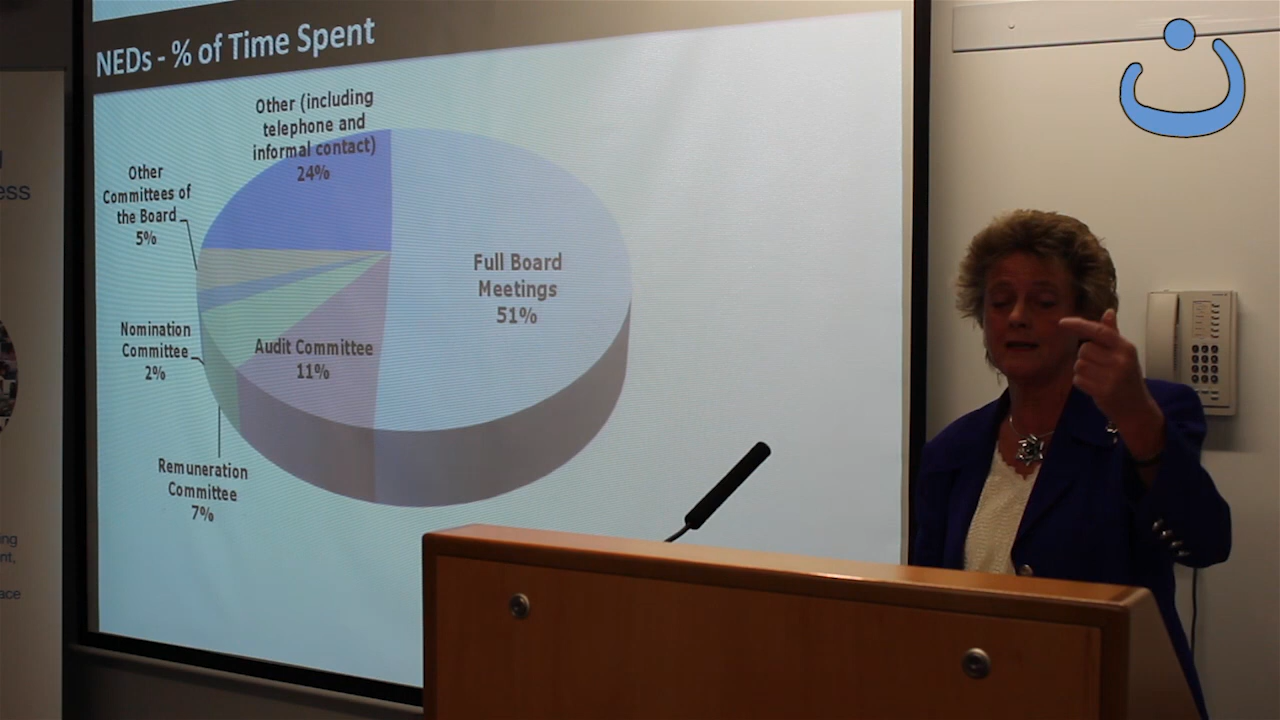 NEDs - % of Time Spent
Other (including
telephone and
informal contact)
24%
Other
Committees of
the Board
5%
Full Board
Meetings
51%
Nomination
Committee
2%
Audit Committee
11%
Remuneration
Committee
7%